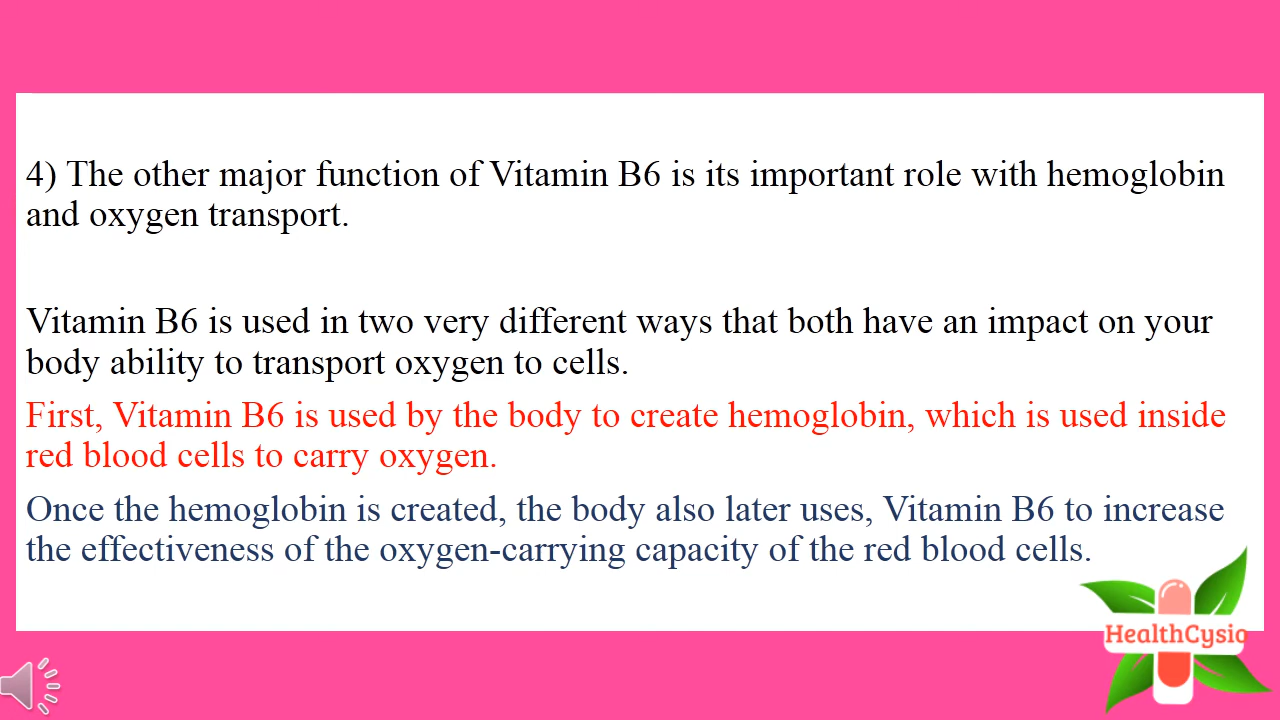 4) The other major function of Vitamin B6 is its important role with hemoglobin
and oxygen transport.
Vitamin B6 is used in two very different ways that both have an impact on your
body ability to transport oxygen to cells.
First, Vitamin B6 is used by the body to create hemoglobin, which is used inside
red blood cells to carry oxygen.
Once the hemoglobin is created, the body also later uses, Vitamin B6 to increase
the effectiveness of the oxygen-carrying capacity of the red blood cells.
HealthCysio